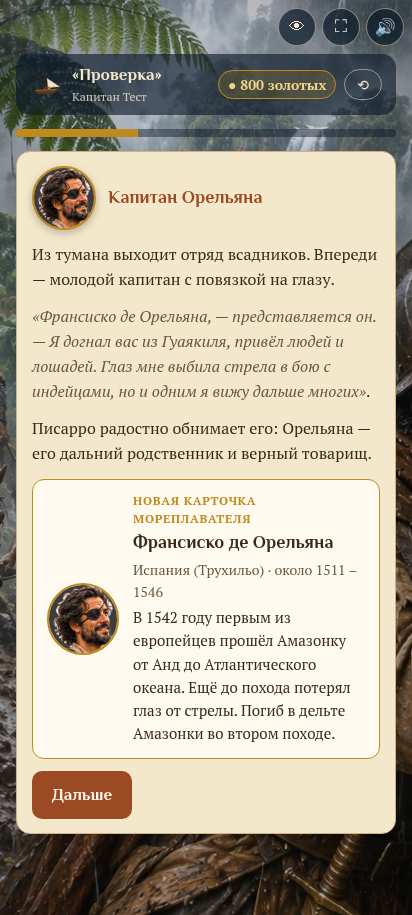 «Проверка»
Капитан Тест
● 800 золотых
Капитан Орельяна
Из тумана выходит отряд всадников. Впереди
— молодой капитан с повязкой на глазу.
«Франсиско де Орельяна, — представляется он.
— Я догнал вас из Гуаякиля, привёл людей и
лошадей. Глаз мне выбила стрела в бою с
индейцами, но и одним я вижу дальше многих».
Писарро радостно обнимает его: Орельяна —
его дальний родственник и верный товарищ.
НОВАЯ КАРТОЧКА
МОРЕПЛАВАТЕЛЯ
Франсиско де Орельяна
Испания (Трухильо) · около 1511 –
1546
В 1542 году первым из
европейцев прошёл Амазонку
от Анд до Атлантического
океана. Ещё до похода потерял
глаз от стрелы. Погиб в дельте
Амазонки во втором походе.
Дальше